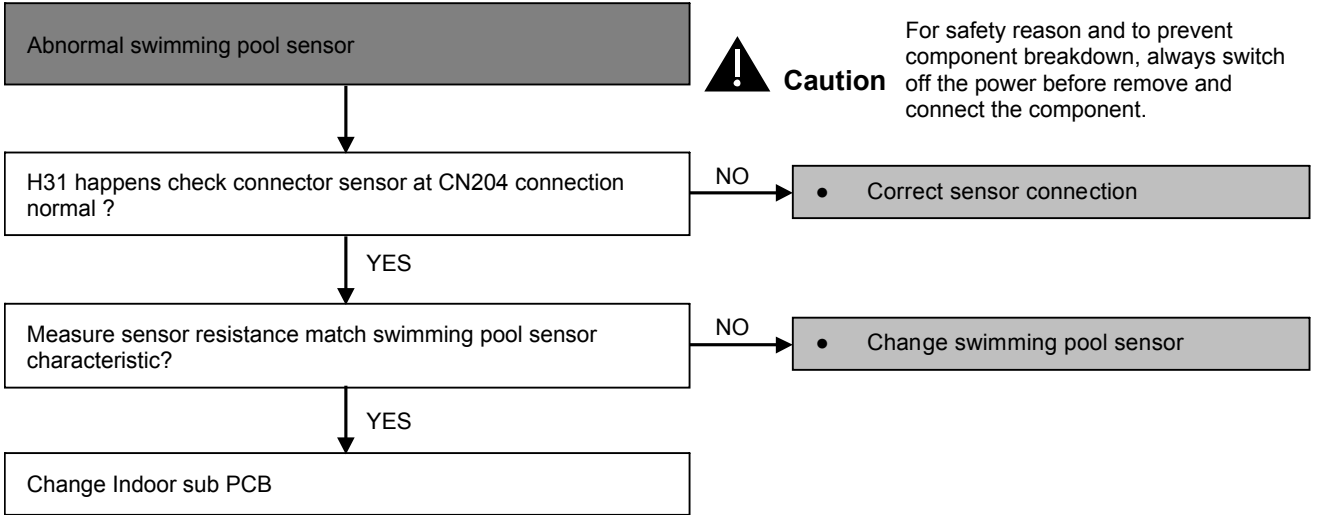 Abnormal swimming pool sensor
Caution
For safety reason and to prevent
component breakdown, always switch
off the power before remove and
connect the component.
H31 happens check connector sensor at CN204 connection
normal ?
NO
● Correct sensor connection
YES
Measure sensor resistance match swimming pool sensor
characteristic?
NO
● Change swimming pool sensor
YES
Change Indoor sub PCB